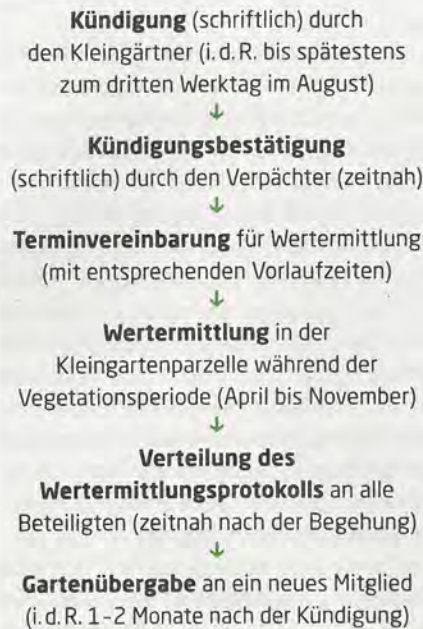 Kündigung (schriftlich) durch
den Kleingärtner (i. d. R. bis spätestens
zum dritten Werktag im August)
↓
Kündigungsbestätigung
(schriftlich) durch den Verpächter (zeitnah)
↓
Terminvereinbarung für Wertermittlung
(mit entsprechenden Vorlaufzeiten)
↓
Wertermittlung in der
Kleingartenparzelle während der
Vegetationsperiode (April bis November)
↓
Verteilung des
Wertermittlungsprotokolls an alle
Beteiligten (zeitnah nach der Begehung)
↓
Gartenübergabe an ein neues Mitglied
(i. d. R. 1–2 Monate nach der Kündigung)